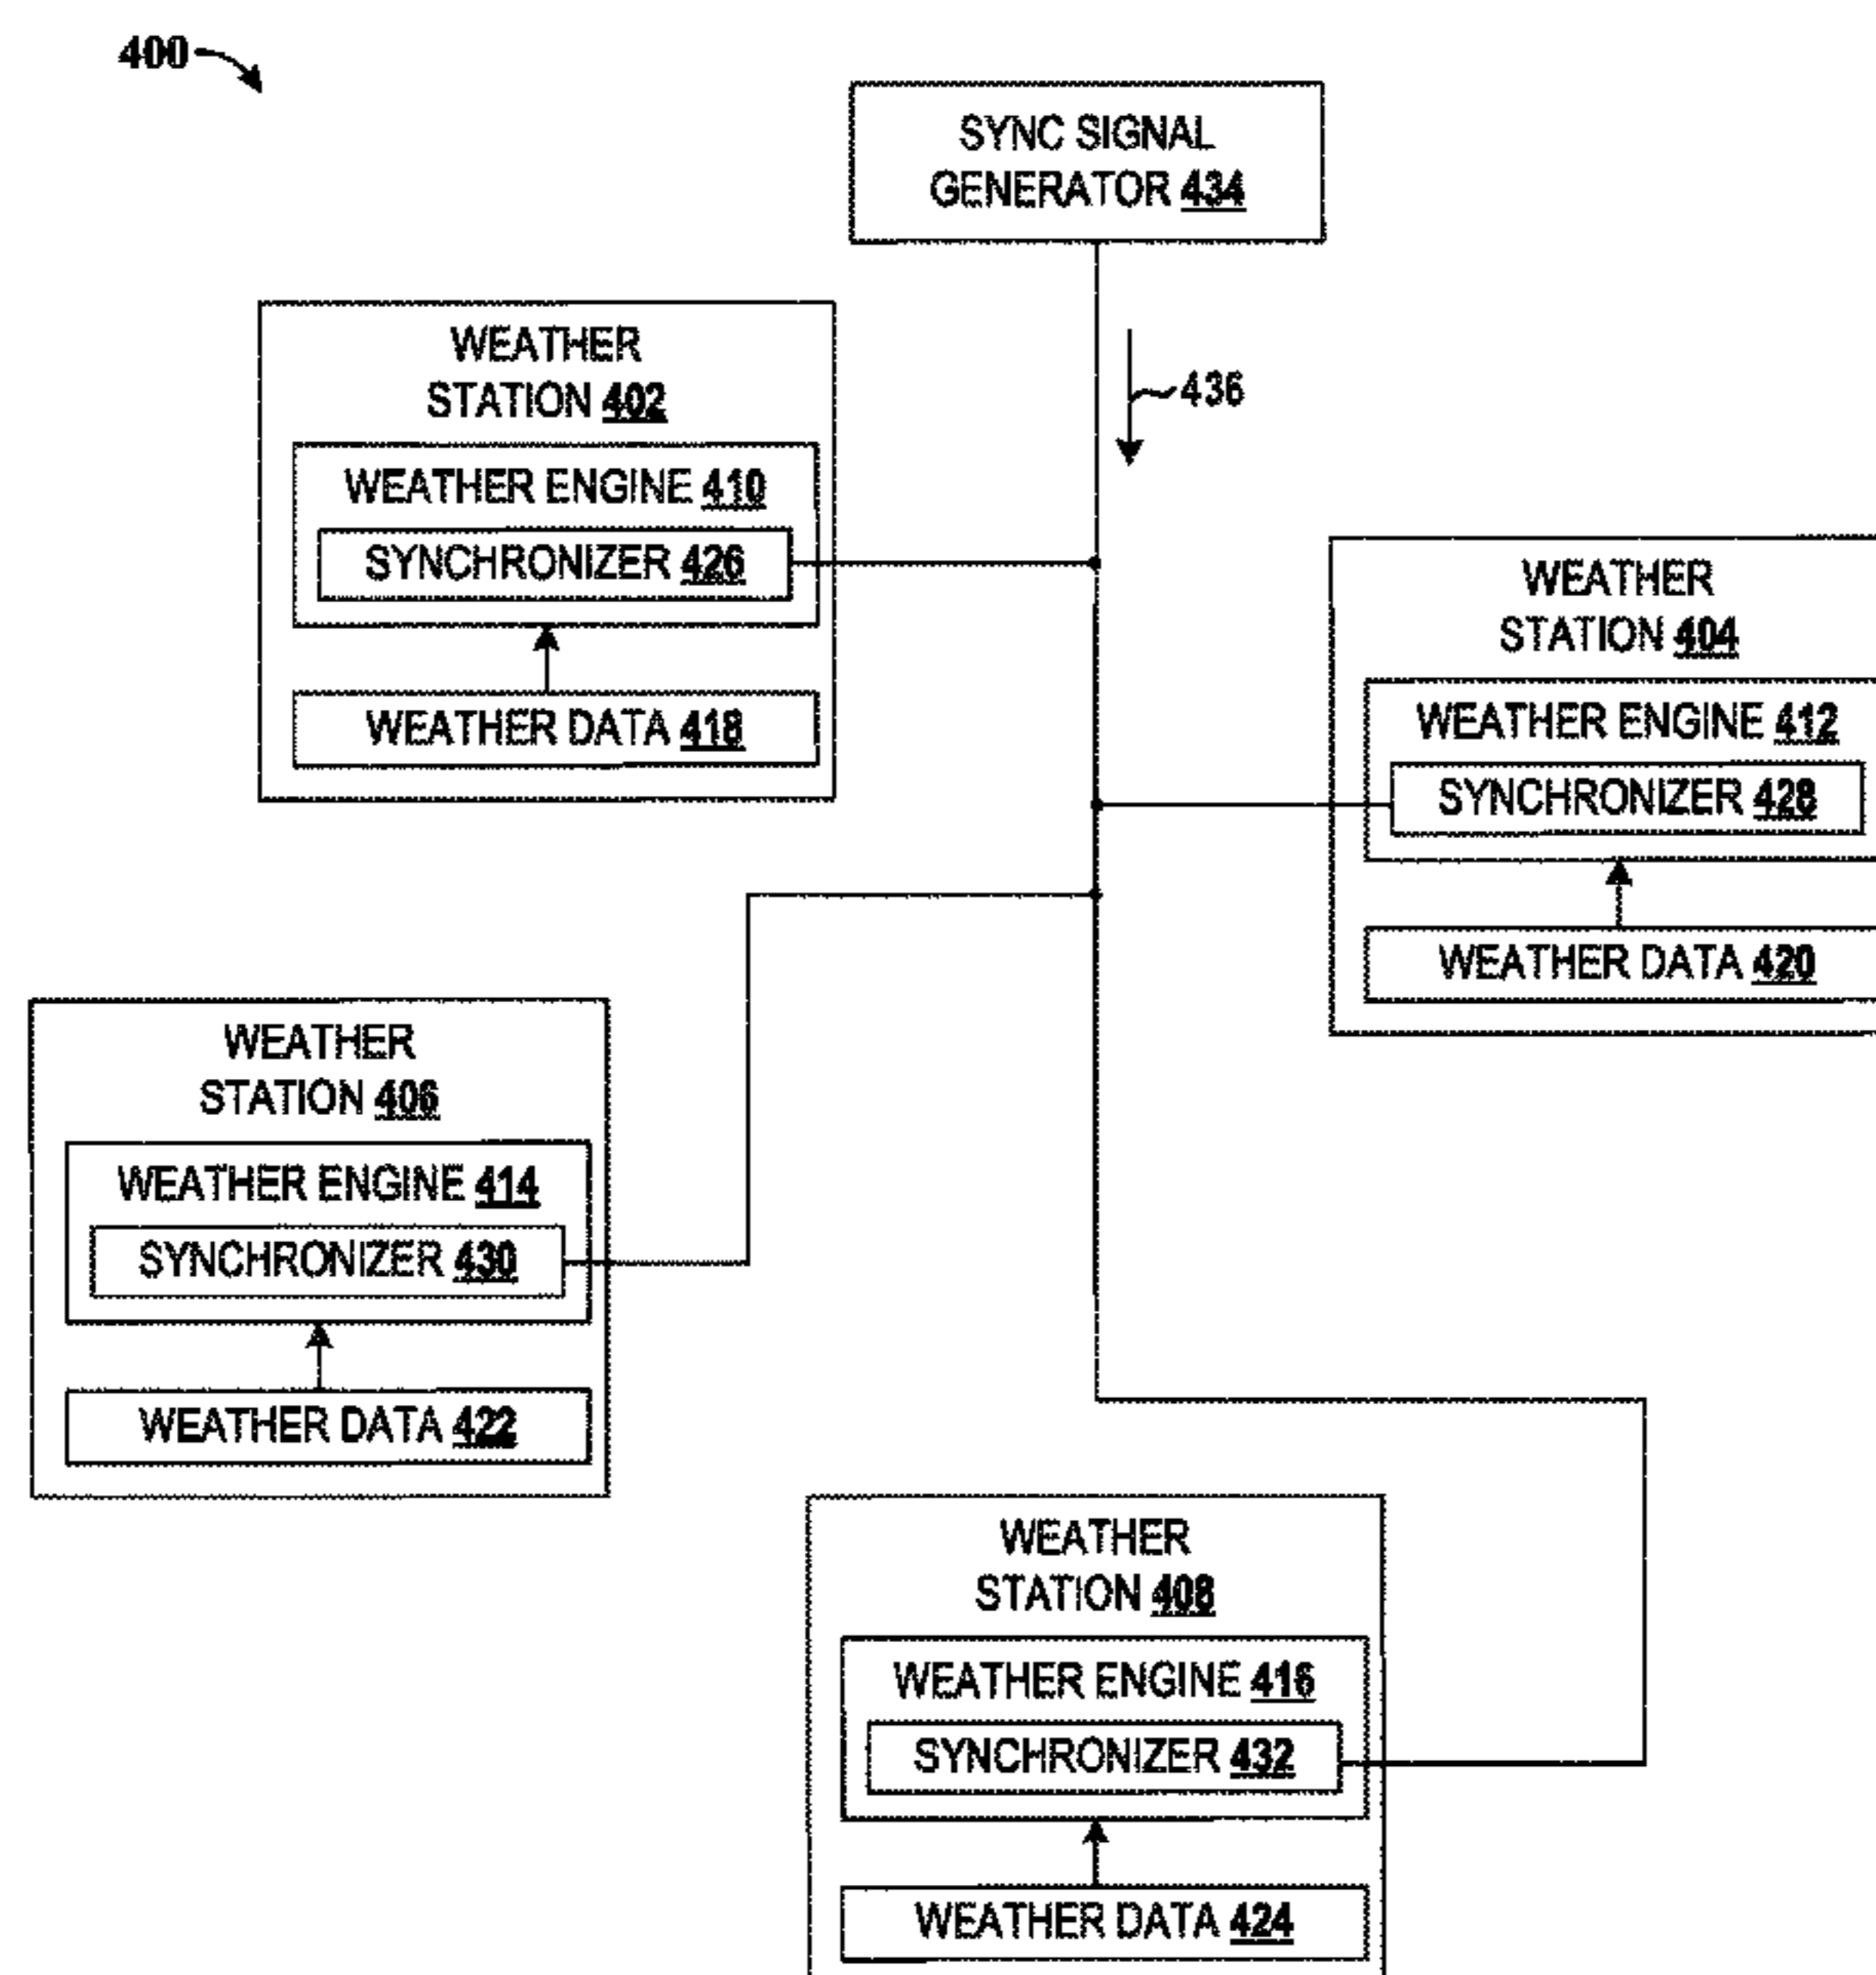 400
SYNC SIGNAL
GENERATOR 434
436
WEATHER
STATION 402
WEATHER ENGINE 410
SYNCHRONIZER 426
WEATHER DATA 418
WEATHER
STATION 404
WEATHER ENGINE 412
SYNCHRONIZER 428
WEATHER DATA 420
WEATHER
STATION 406
WEATHER ENGINE 414
SYNCHRONIZER 430
WEATHER DATA 422
WEATHER
STATION 408
WEATHER ENGINE 416
SYNCHRONIZER 432
WEATHER DATA 424